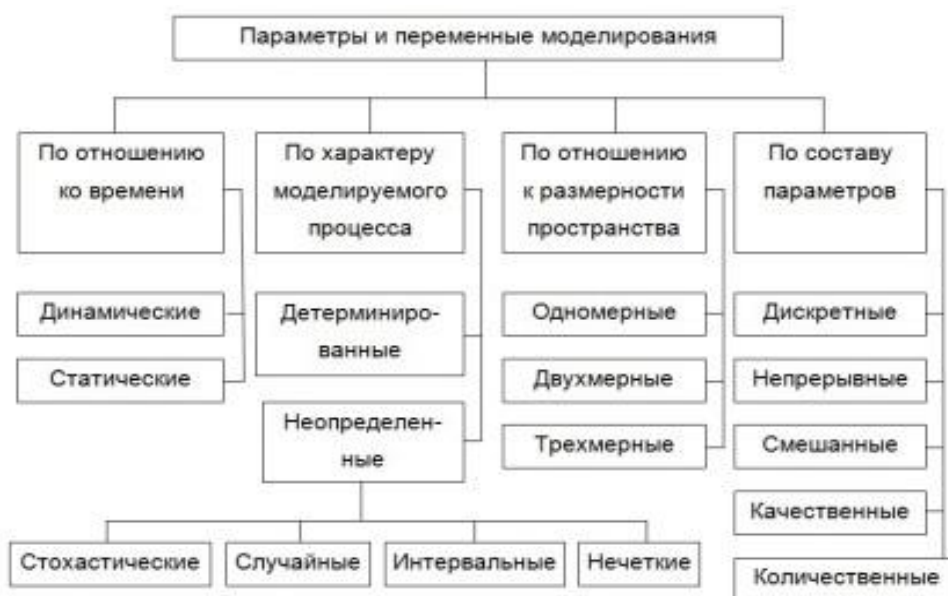 Параметры и переменные моделирования
По отношению
ко времени
По характеру
моделируемого
процесса
По отношению
к размерности
пространства
По составу
параметров
Динамические
Статические
Детерминиро-
ванные
Неопределен-
ные
Одномерные
Двухмерные
Трехмерные
Дискретные
Непрерывные
Смешанные
Качественные
Количественные
Стохастические
Случайные
Интервальные
Нечеткие